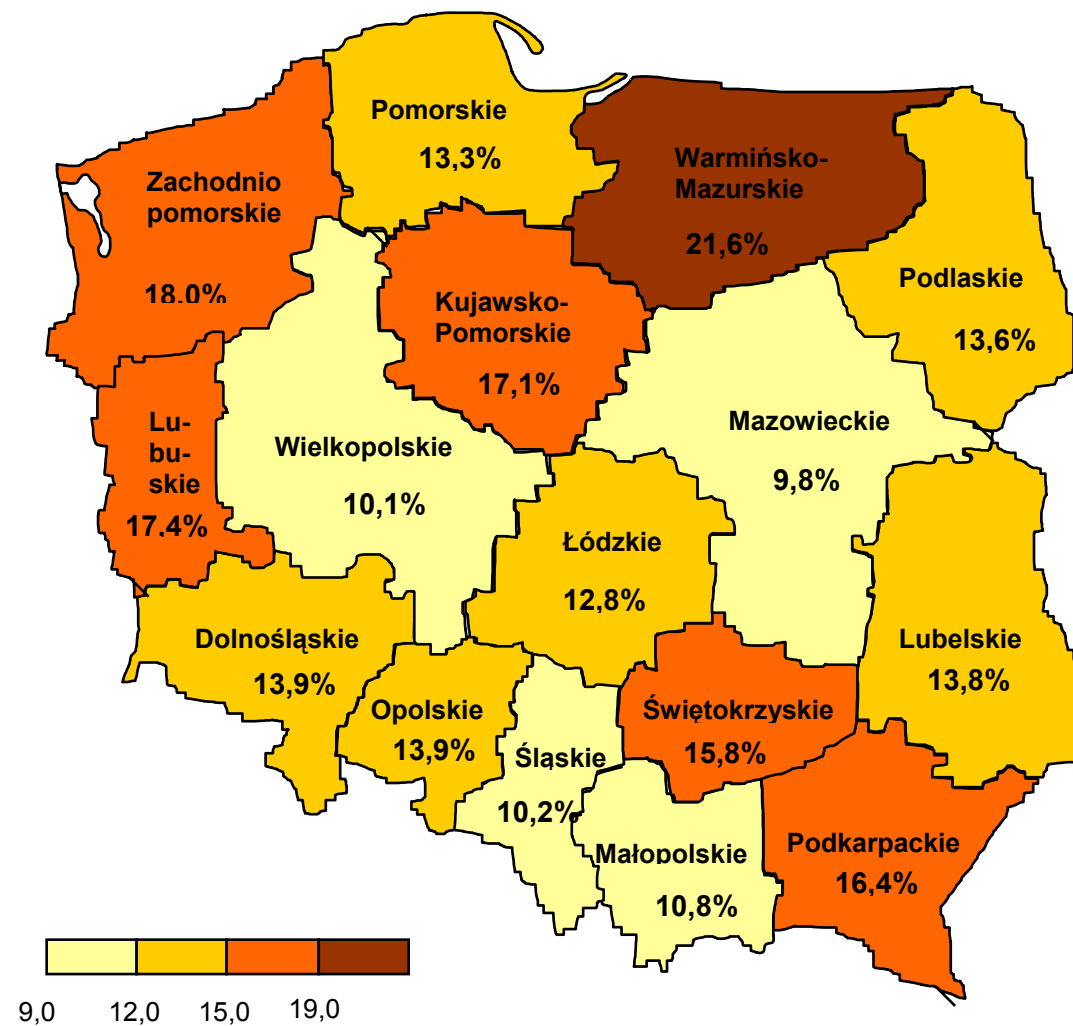 Pomorskie
13,3%
Warmińsko-
Mazurskie
21,6%
Zachodnio
pomorskie
18,0%
Podlaskie
13,6%
Kujawsko-
Pomorskie
17,1%
Lu-
bu-
skie
17,4%
Wielkopolskie
10,1%
Mazowieckie
9,8%
Łódzkie
12,8%
Dolnośląskie
13,9%
Lubelskie
13,8%
Opolskie
13,9%
Śląskie
10,2%
Świętokrzyskie
15,8%
Małopolskie
10,8%
Podkarpackie
16,4%
9,0 12,0 15,0 19,0